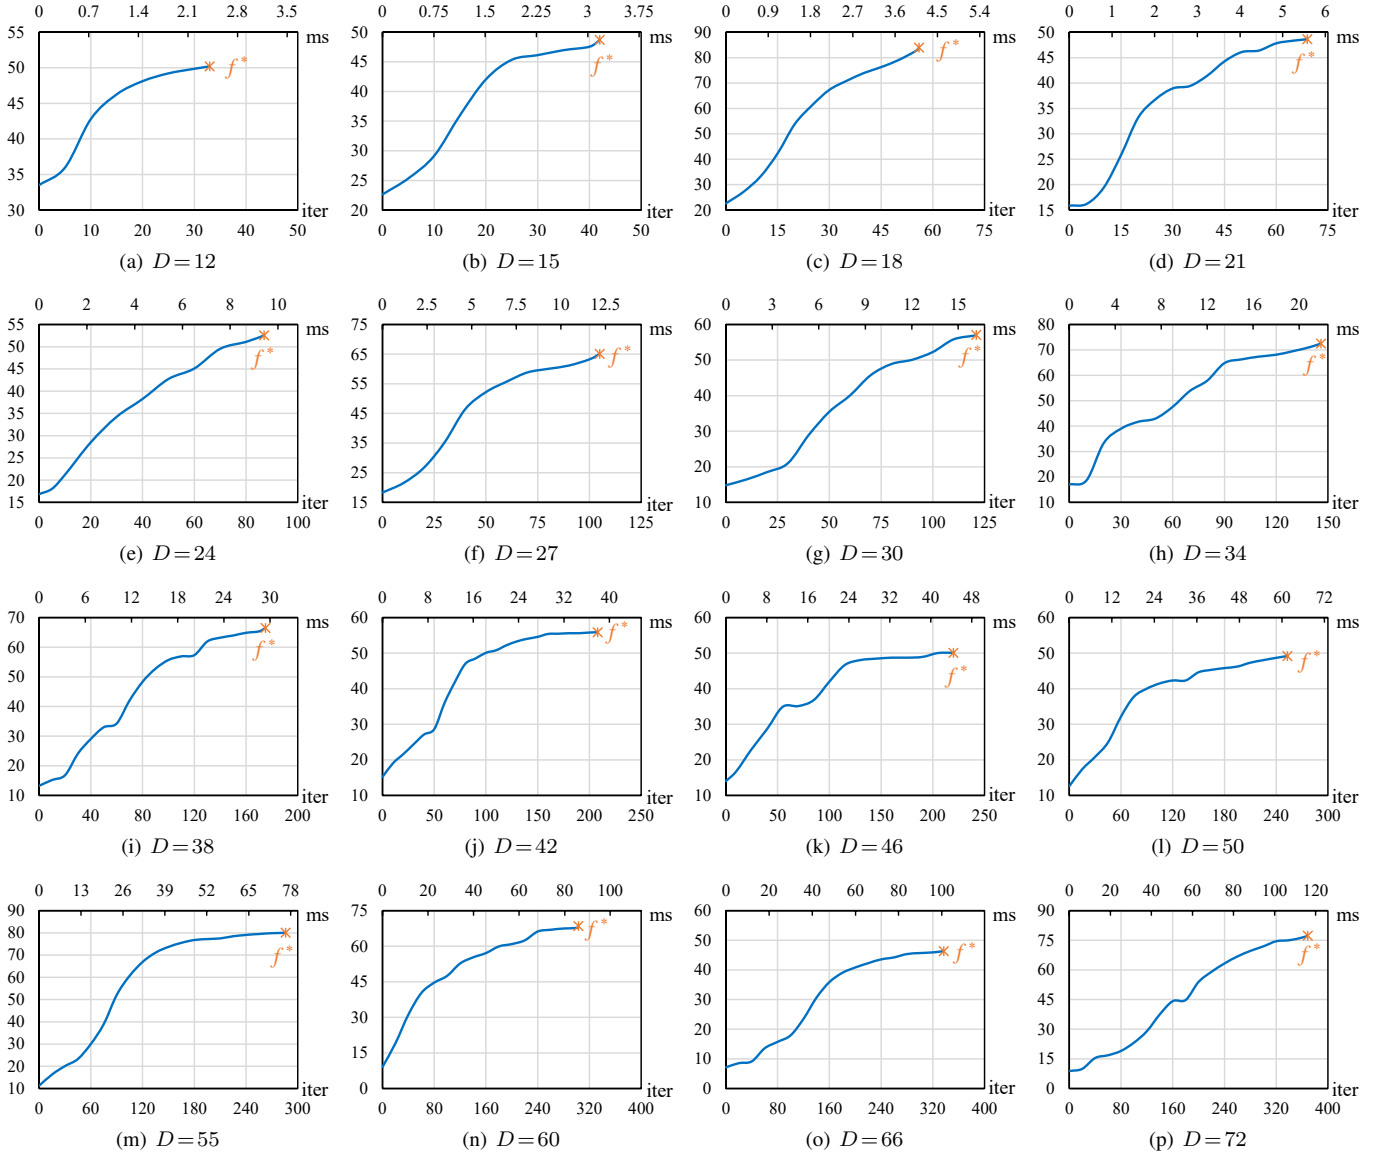 0 0.7 1.4 2.1 2.8 3.5 0 0.75 1.5 2.25 3 3.75 0 0.9 1.8 2.7 3.6 4.5 5.4 0 1 2 3 4 5 6
55 50 45 40 35 30 ms f* iter 50 45 40 35 30 25 20 ms f* iter 90 80 70 60 50 40 30 20 ms f* iter 50 45 40 35 30 25 20 15 ms f* iter
0 10 20 30 40 50 0 10 20 30 40 50 0 15 30 45 60 75 0 15 30 45 60 75
(a) D=12 (b) D=15 (c) D=18 (d) D=21
0 2 4 6 8 10 0 2.5 5 7.5 10 12.5 0 3 6 9 12 15 0 4 8 12 16 20
55 50 45 40 35 30 25 20 15 ms f* iter 75 65 55 45 35 25 15 ms f* iter 60 50 40 30 20 10 ms f* iter 80 70 60 50 40 30 20 10 ms f* iter
0 20 40 60 80 100 0 25 50 75 100 125 0 25 50 75 100 125 0 30 60 90 120 150
(e) D=24 (f) D=27 (g) D=30 (h) D=34
0 6 12 18 24 30 0 8 16 24 32 40 0 8 16 24 32 40 48 0 12 24 36 48 60 72
70 60 50 40 30 20 10 ms f* iter 60 50 40 30 20 10 ms f* iter 60 50 40 30 20 10 ms f* iter 60 50 40 30 20 10 ms f* iter
0 40 80 120 160 200 0 50 100 150 200 250 0 50 100 150 200 250 0 60 120 180 240 300
(i) D=38 (j) D=42 (k) D=46 (l) D=50
0 13 26 39 52 65 78 0 20 40 60 80 100 0 20 40 60 80 100 0 20 40 60 80 100 120
90 80 70 60 50 40 30 20 10 ms f* iter 75 60 45 30 15 0 ms f* iter 60 50 40 30 20 10 0 ms f* iter 90 75 60 45 30 15 0 ms f* iter
0 60 120 180 240 300 0 80 160 240 320 400 0 80 160 240 320 400 0 80 160 240 320 400
(m) D=55 (n) D=60 (o) D=66 (p) D=72